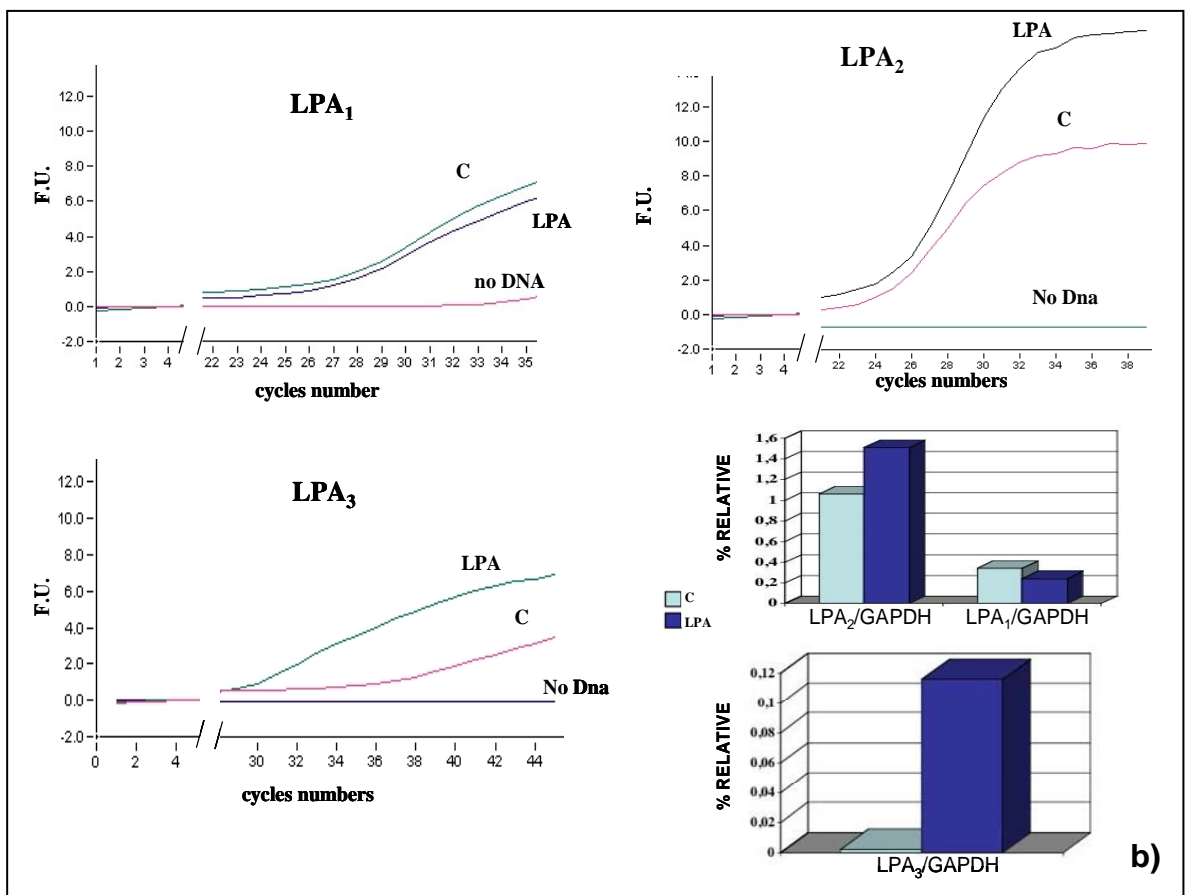 LPA₁
F.U.
12.0
10.0
8.0
6.0
4.0
2.0
0.0
-2.0
C
LPA
no DNA
1 2 3 4 22 23 24 25 26 27 28 29 30 31 32 33 34 35
cycles number
LPA₂
F.U.
12.0
10.0
8.0
6.0
4.0
2.0
0.0
-2.0
LPA
C
No Dna
1 2 3 4 22 24 26 28 30 32 34 36 38
cycles numbers
LPA₃
F.U.
12.0
10.0
8.0
6.0
4.0
2.0
0.0
-2.0
LPA
C
No Dna
0 2 4 30 32 34 36 38 40 42 44
cycles numbers
% RELATIVE
1,6
1,4
1,2
1
0,8
0,6
0,4
0,2
0
LPA₂/GAPDH LPA₁/GAPDH
C
LPA
% RELATIVE
0,12
0,1
0,08
0,06
0,04
0,02
0
LPA₃/GAPDH
b)